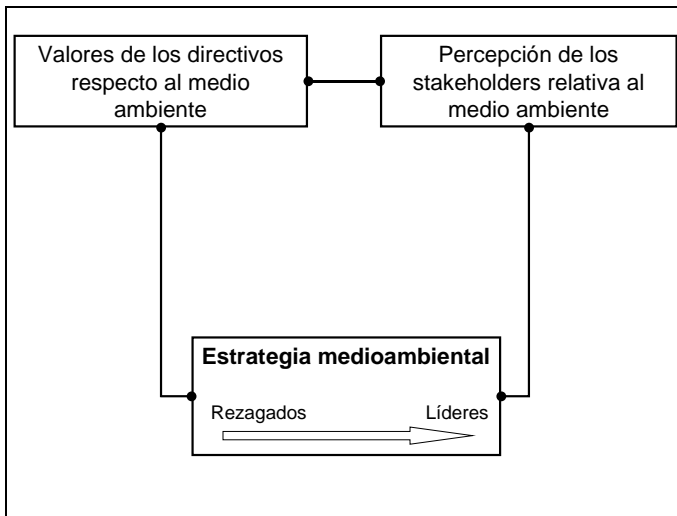 Valores de los directivos
respecto al medio
ambiente
Percepción de los
stakeholders relativa al
medio ambiente
Estrategia medioambiental
Rezagados
Líderes